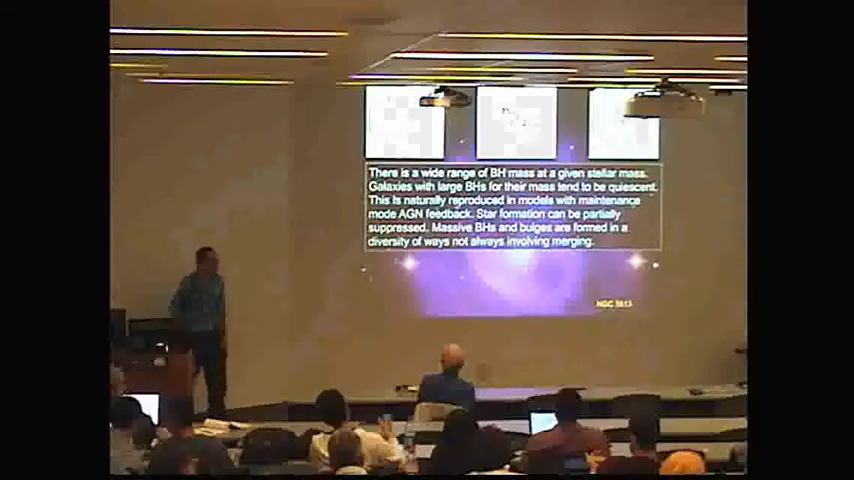 There is a wide range of BH mass at a given stellar mass.
Galaxies with large BHs for their mass tend to be quiescent.
This is naturally reproduced in models with maintenance
mode AGN feedback. Star formation can be partially
suppressed. Massive BHs and bulges are formed in a
diversity of ways not always involving merging.
NGC